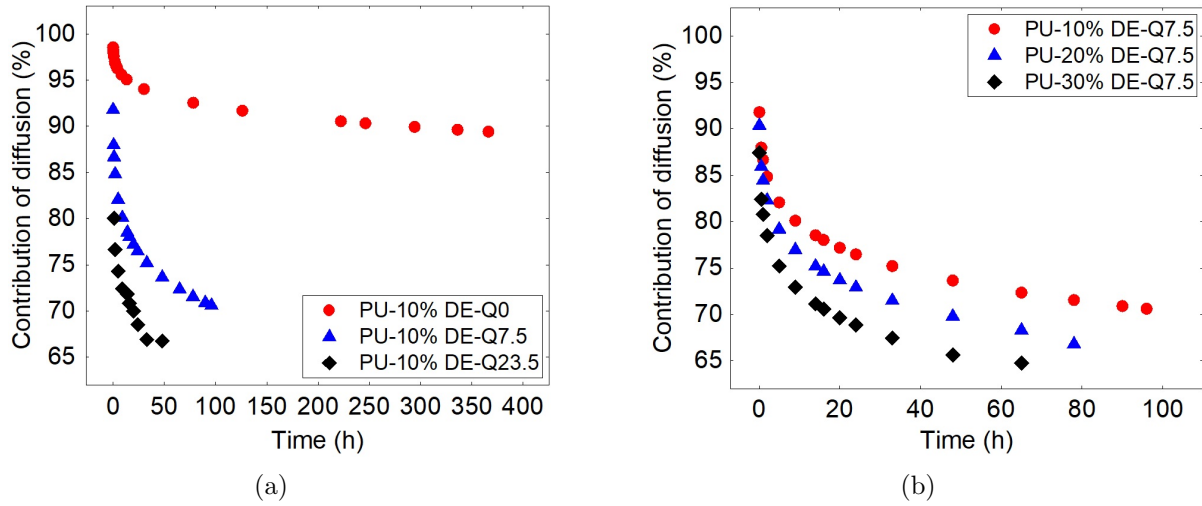 Contribution of diffusion (%)
100
95
90
85
80
75
70
65
PU-10% DE-Q0
PU-10% DE-Q7.5
PU-10% DE-Q23.5
0 50 100 150 200 250 300 350 400
Time (h)
(a)
Contribution of diffusion (%)
100
95
90
85
80
75
70
65
PU-10% DE-Q7.5
PU-20% DE-Q7.5
PU-30% DE-Q7.5
0 20 40 60 80 100
Time (h)
(b)